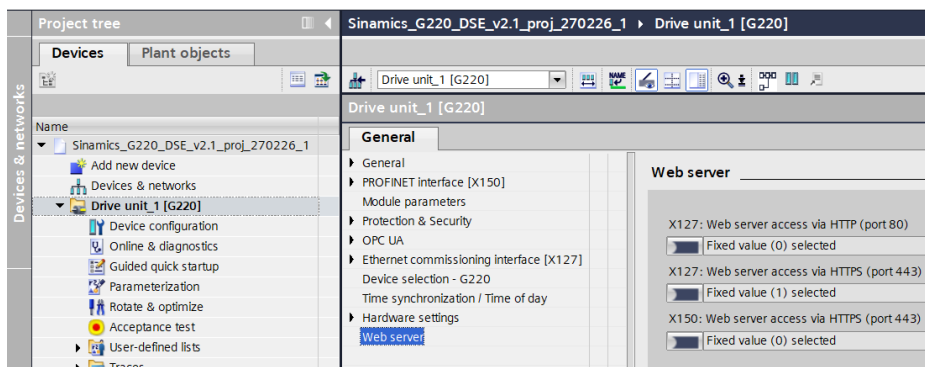 Project tree
Sinamics_G220_DSE_v2.1_proj_270226_1 Drive unit_1 [G220]
Devices
Plant objects
Drive unit_1 [G220]
NAME
Devices & networks
Drive unit_1 [G220]
Name
Sinamics_G220_DSE_v2.1_proj_270226_1
Add new device
Devices & networks
Drive unit_1 [G220]
Device configuration
Online & diagnostics
Guided quick startup
Parameterization
Rotate & optimize
Acceptance test
User-defined lists
Traces
General
General
PROFINET interface [X150]
Module parameters
Protection & Security
OPC UA
Ethernet commissioning interface [X127]
Device selection - G220
Time synchronization / Time of day
Hardware settings
Web server
Web server
X127: Web server access via HTTP (port 80)
Fixed value (0) selected
X127: Web server access via HTTPS (port 443)
Fixed value (1) selected
X150: Web server access via HTTPS (port 443)
Fixed value (0) selected